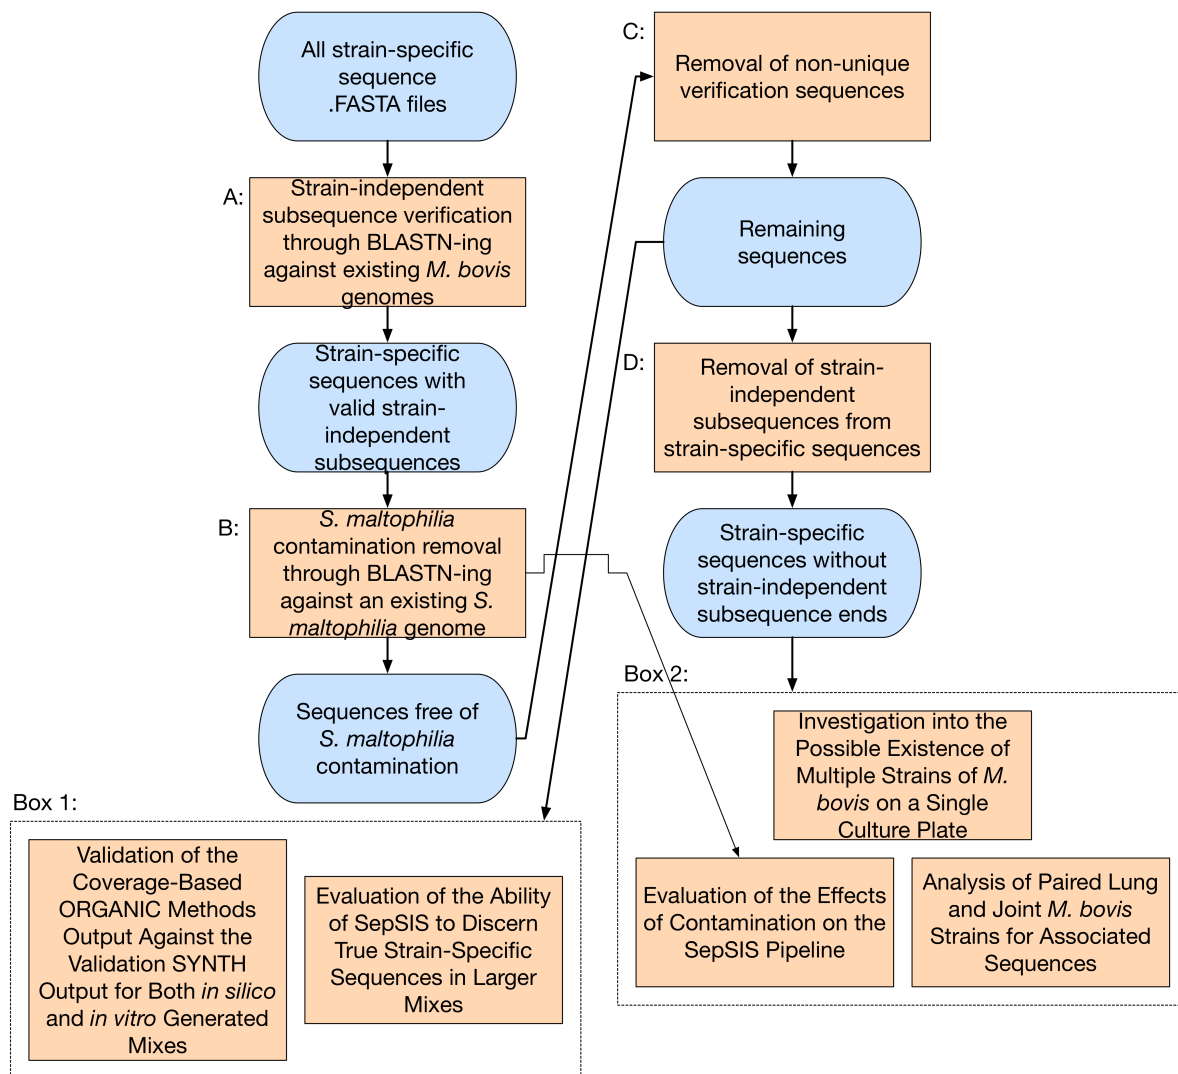 All strain-specific
sequence
.FASTA files
A:
Strain-independent
subsequence verification
through BLASTN-ing
against existing M. bovis
genomes
Strain-specific
sequences with
valid strain-
independent
subsequences
B:
S. maltophilia
contamination removal
through BLASTN-ing
against an existing S.
maltophilia genome
Sequences free of
S. maltophilia
contamination
C:
Removal of non-unique
verification sequences
Remaining
sequences
D:
Removal of strain-
independent
subsequences from
strain-specific sequences
Strain-specific
sequences without
strain-independent
subsequence ends
Box 1:
Validation of the
Coverage-Based
ORGANIC Methods
Output Against the
Validation SYNTH
Output for Both in silico
and in vitro Generated
Mixes
Evaluation of the Ability
of SepSIS to Discern
True Strain-Specific
Sequences in Larger
Mixes
Box 2:
Investigation into the
Possible Existence of
Multiple Strains of M.
bovis on a Single
Culture Plate
Evaluation of the Effects
of Contamination on the
SepSIS Pipeline
Analysis of Paired Lung
and Joint M. bovis
Strains for Associated
Sequences